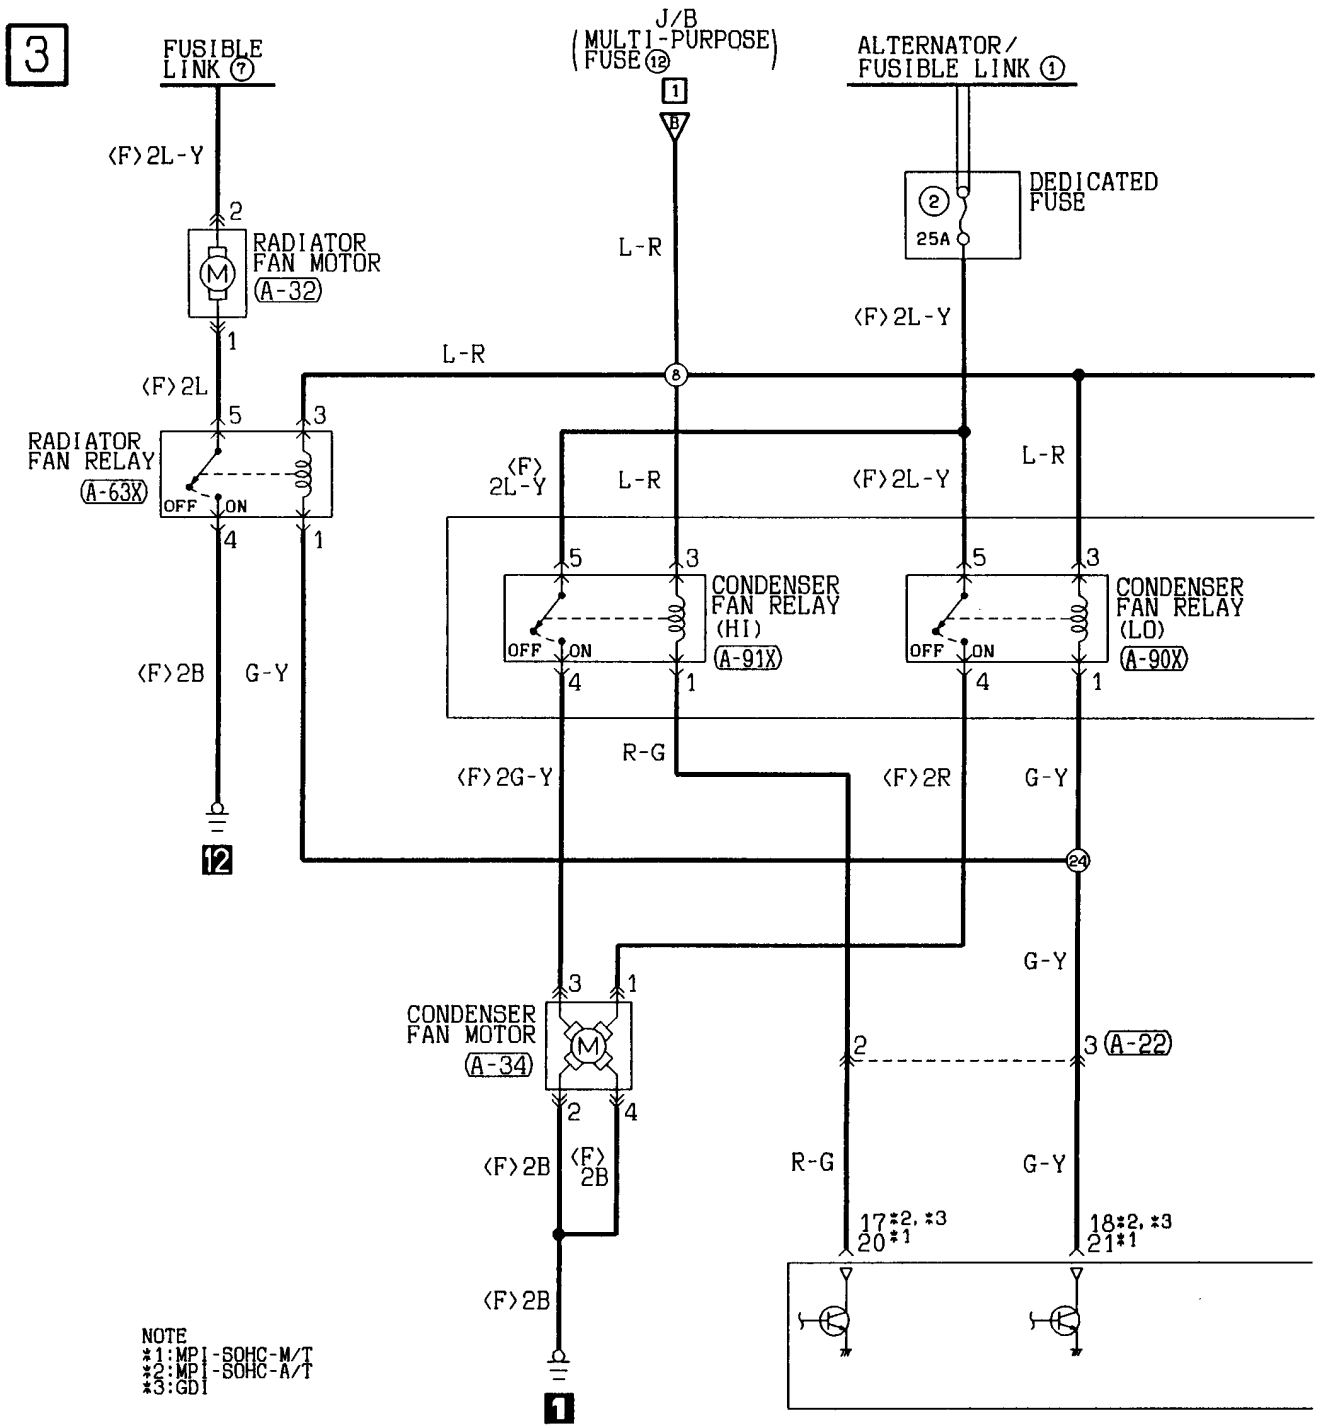 3
FUSIBLE
LINK ⑦
J/B
(MULTI-PURPOSE)
FUSE ⑫
1
B
ALTERNATOR/
FUSIBLE LINK ①
<F>2L-Y
2
M
RADIATOR
FAN MOTOR
A-32
1
<F>2L
L-R
L-R
8
②
25A
DEDICATED
FUSE
<F>2L-Y
5
3
RADIATOR
FAN RELAY
A-63X
OFF
ON
4
1
<F>
2L-Y
L-R
<F>2L-Y
L-R
5
3
CONDENSER
FAN RELAY
(HI)
A-91X
OFF
ON
4
1
5
3
CONDENSER
FAN RELAY
(LO)
A-90X
OFF
ON
4
1
<F>2B
G-Y
12
<F>2G-Y
R-G
<F>2R
G-Y
24
G-Y
3
1
CONDENSER
FAN MOTOR
A-34
M
2
4
2
3
A-22
<F>2B
<F>
2B
R-G
G-Y
17*2,*3
20*1
18*2,*3
21*1
<F>2B
1
NOTE
*1:MPI-SOHC-M/T
*2:MPI-SOHC-A/T
*3:GDI